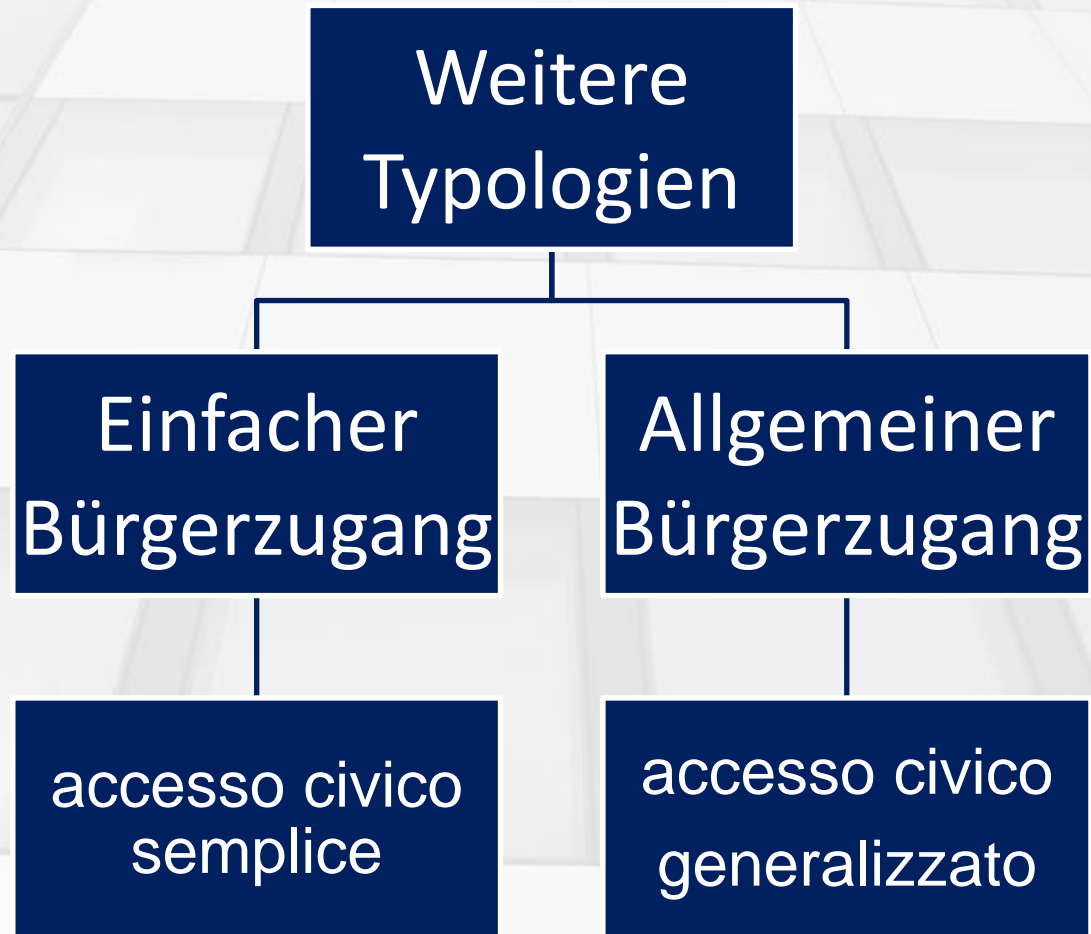 Weitere
Typologien
Einfacher
Bürgerzugang
Allgemeiner
Bürgerzugang
accesso civico
semplice
accesso civico
generalizzato